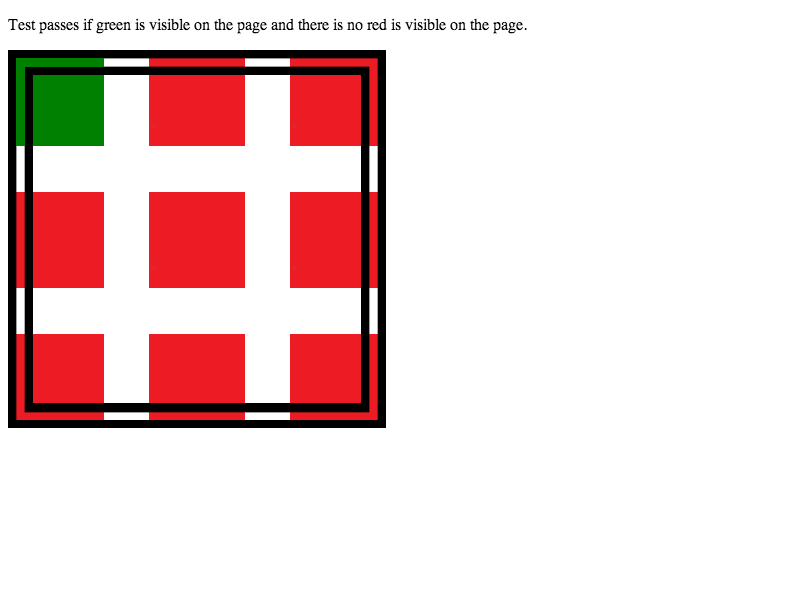 Test passes if green is visible on the page and there is no red is visible on the page.